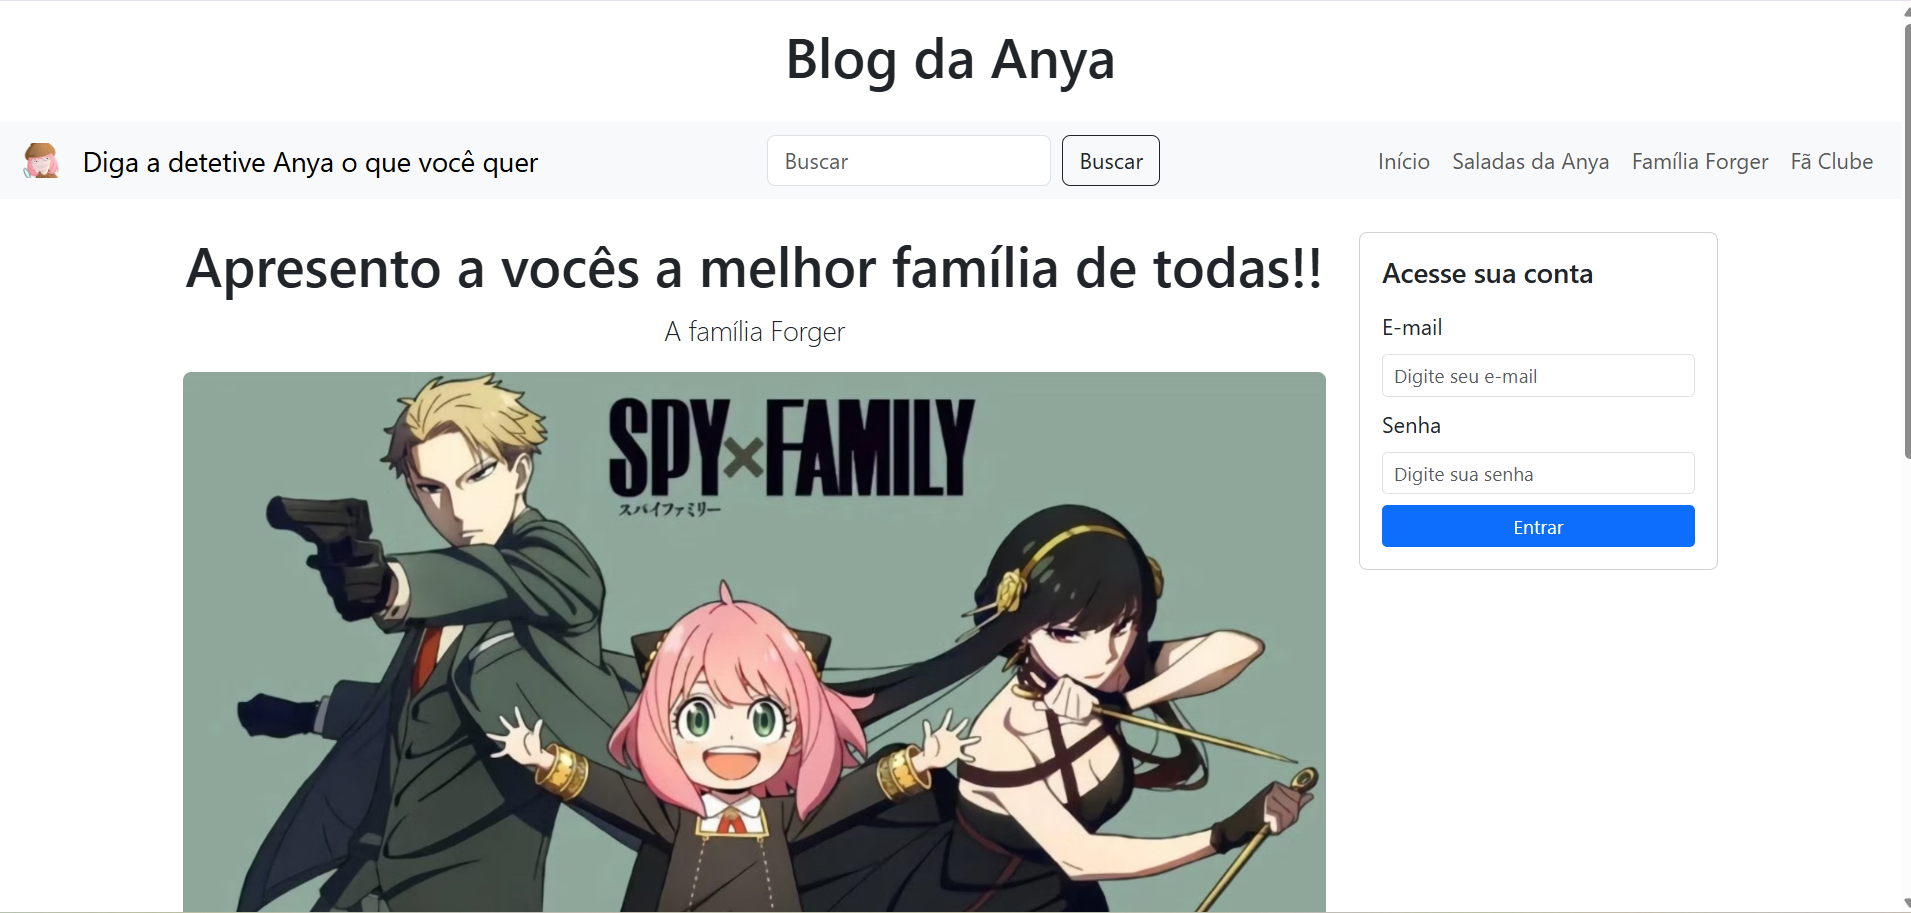 Blog da Anya
Diga a detetive Anya o que você quer
Buscar
Buscar
Início
Saladas da Anya
Família Forger
Fã Clube
Apresento a vocês a melhor família de todas!!
A família Forger
SPY×FAMILY
スパイファミリー
Acesse sua conta
E-mail
Digite seu e-mail
Senha
Digite sua senha
Entrar